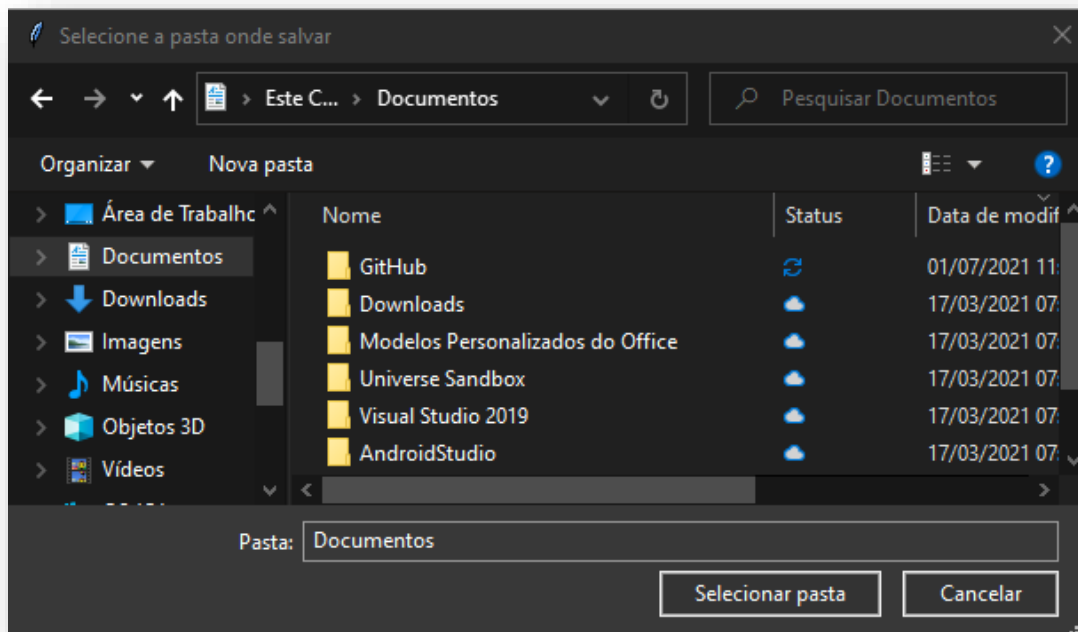 Selecione a pasta onde salvar
Este C... > Documentos
Pesquisar Documentos
Organizar
Nova pasta
?
Área de Trabalho
Documentos
Downloads
Imagens
Músicas
Objetos 3D
Vídeos
Nome Status Data de modif
GitHub 01/07/2021 11:
Downloads 17/03/2021 07:
Modelos Personalizados do Office 17/03/2021 07:
Universe Sandbox 17/03/2021 07:
Visual Studio 2019 17/03/2021 07:
AndroidStudio 17/03/2021 07:
Pasta: Documentos
Selecionar pasta
Cancelar